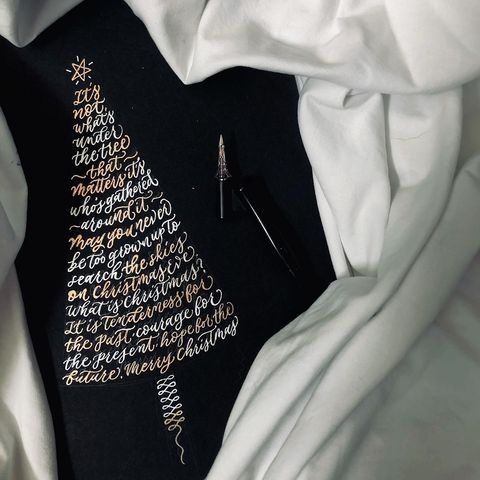 It's
not
what's
under
the tree
~ that ~
matters, it's
who's gathered
~ around it ~
may you never
be too grown up to
search the skies
on Christmas Eve.
What is Christmas?
It is tenderness for
the past, courage for
the present, hope for the
future. Merry Christmas